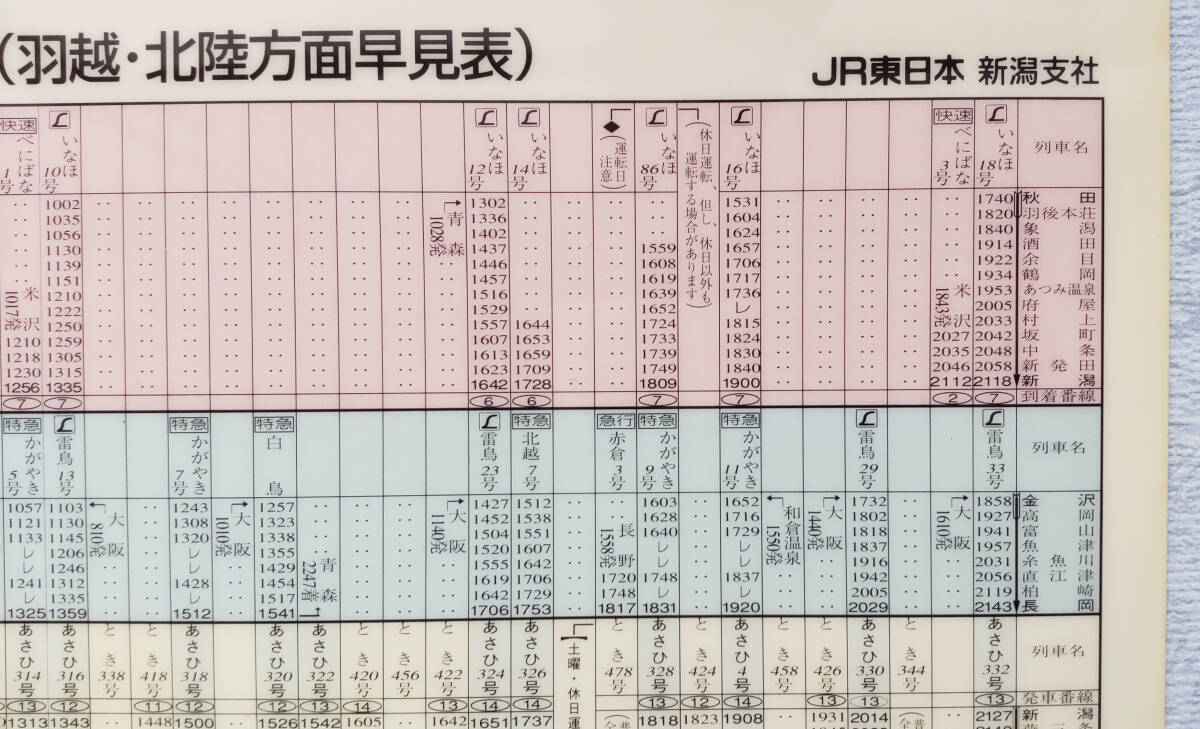 (羽越・北陸方面早見表)
JR東日本 新潟支社
快速 べにばな 1号 いなほ 10号 いなほ 12号 いなほ 14号 ◆(運転日注意) いなほ 86号 (休日運転、但し、休日以外も運転する場合があります) いなほ 16号 快速 べにばな 3号 いなほ 18号 列車名
‥ 1002 青森1028発 1302 ‥ ‥ 1531 ‥ 1740 秋田
‥ 1035 1336 ‥ ‥ 1604 ‥ 1820 羽後本荘
‥ 1056 1402 ‥ ‥ 1624 ‥ 1840 象潟
‥ 1130 1437 ‥ 1559 1657 ‥ 1914 酒田
‥ 1139 1446 ‥ 1608 1706 ‥ 1922 余目
‥ 1151 1457 ‥ 1619 1717 ‥ 1934 鶴岡
米沢1017発 1210 1516 ‥ 1639 1736 米沢1843発 1953 あつみ温泉
1222 1529 ‥ 1652 レ 2005 府屋
1250 1557 1644 1724 1815 2033 村上
1210 1259 1607 1653 1733 1824 2027 2042 坂町
1218 1305 1613 1659 1739 1830 2035 2048 中条
1230 1315 1623 1709 1749 1840 2046 2058 新発田
1256 1335 1642 1728 1809 1900 2112 2118 新潟
7 7 6 6 7 7 2 7 到着番線
特急 かがやき 5号 雷鳥 13号 特急 かがやき 7号 特急 白鳥 雷鳥 23号 特急 北越 7号 急行 赤倉 3号 特急 かがやき 9号 特急 かがやき 11号 雷鳥 29号 雷鳥 33号 列車名
1057 1103 大阪810発 1243 大阪1010発 1257 大阪1140発 1427 1512 ‥ 1603 1652 和倉温泉1550発 大阪1440発 1732 大阪1610発 1858 金沢
1121 1130 1308 1323 1452 1538 ‥ 1628 1716 1802 1927 高岡
1133 1145 1320 1338 1504 1551 長野1558発 1640 1729 1818 1941 富山
レ 1206 レ 1355 1520 1607 レ レ 1837 1957 魚津
レ 1246 レ 1429 青森2247着 1555 1642 レ レ 1916 2031 糸魚川
1241 1312 1428 1454 1619 1706 1720 1748 1837 1942 2056 直江津
レ 1335 レ 1517 1642 1729 1748 レ レ 2005 2119 柏崎
1325 1359 1512 1541 1706 1753 1817 1831 1920 2029 2143 長岡
あさひ 314号 あさひ 316号 とき 338号 とき 418号 あさひ 318号 あさひ 320号 あさひ 322号 とき 420号 とき 456号 とき 422号 あさひ 324号 あさひ 326号 【土曜・休日運 とき 478号 あさひ 328号 とき 424号 あさひ 4号 とき 458号 とき 426号 あさひ 330号 とき 344号 あさひ 332号 列車名
13 12 11 12 12 13 14 13 14 14 13 12 14 13 13 13 発車番線
1313 1343 ‥ 1448 1500 1526 1542 1605 ‥ 1642 1651 1737 1818 1823 1908 ‥ 1931 2014 ‥ 2127 新潟